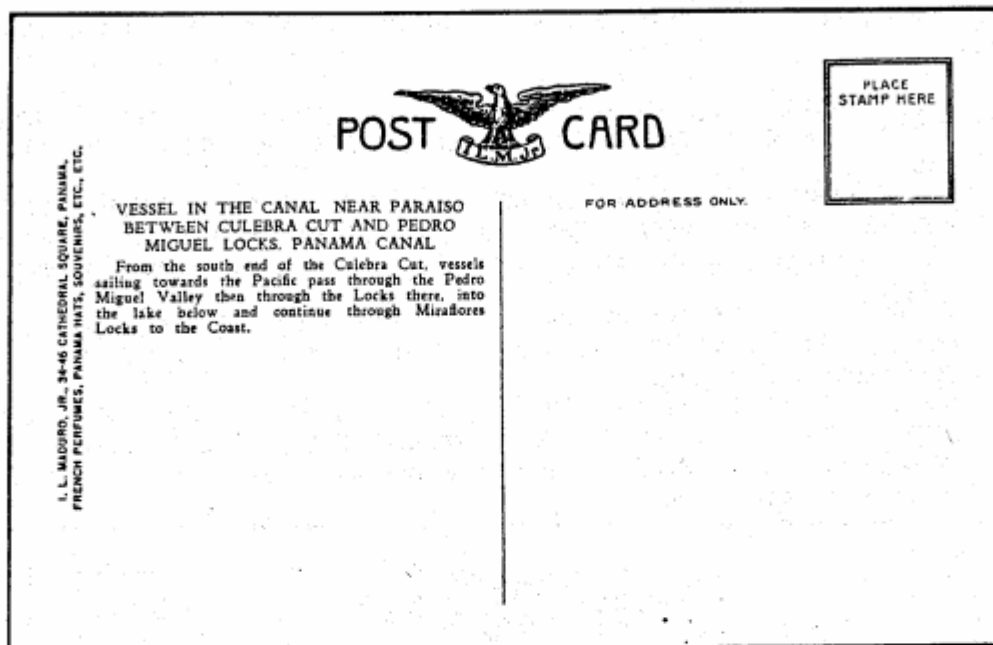 POST CARD
I.L.M. Jr.
PLACE
STAMP HERE
VESSEL IN THE CANAL NEAR PARAISO
BETWEEN CULEBRA CUT AND PEDRO
MIGUEL LOCKS, PANAMA CANAL
From the south end of the Culebra Cut, vessels
sailing towards the Pacific pass through the Pedro
Miguel Valley then through the Locks there, into
the lake below and continue through Miraflores
Locks to the Coast.
FOR ADDRESS ONLY.
I. L. MADURO, JR., 34-46 CATHEDRAL SQUARE, PANAMA,
FRENCH PERFUMES, PANAMA HATS, SOUVENIRS, ETC., ETC.